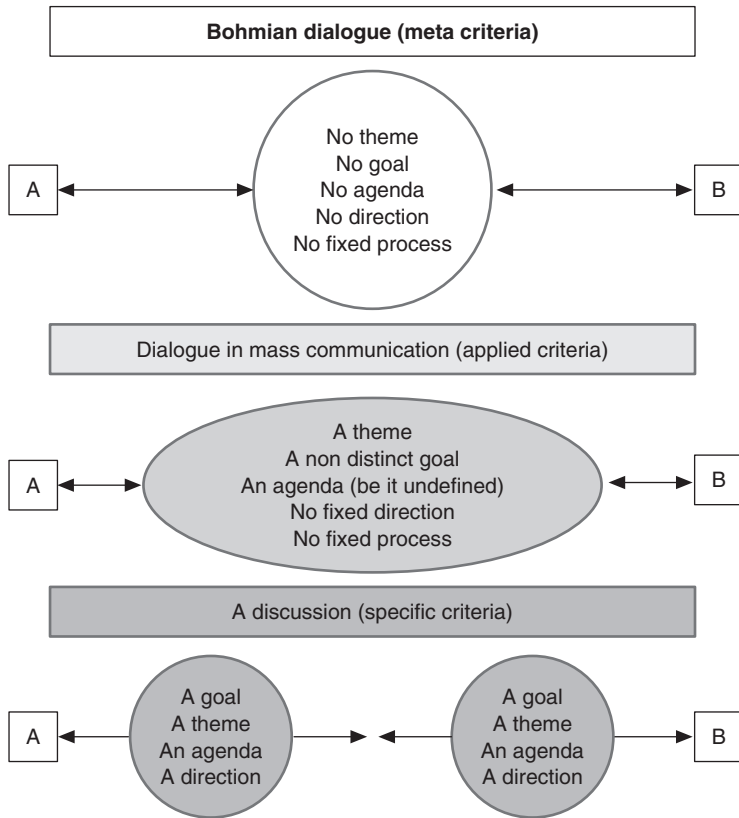 Bohmian dialogue (meta criteria)
No theme
No goal
A
No agenda
B
No direction
No fixed process
Dialogue in mass communication (applied criteria)
A theme
A non distinct goal
A
An agenda (be it undefined)
B
No fixed direction
No fixed process
A discussion (specific criteria)
A
A goal
A theme
An agenda
A direction
A goal
A theme
An agenda
A direction
B